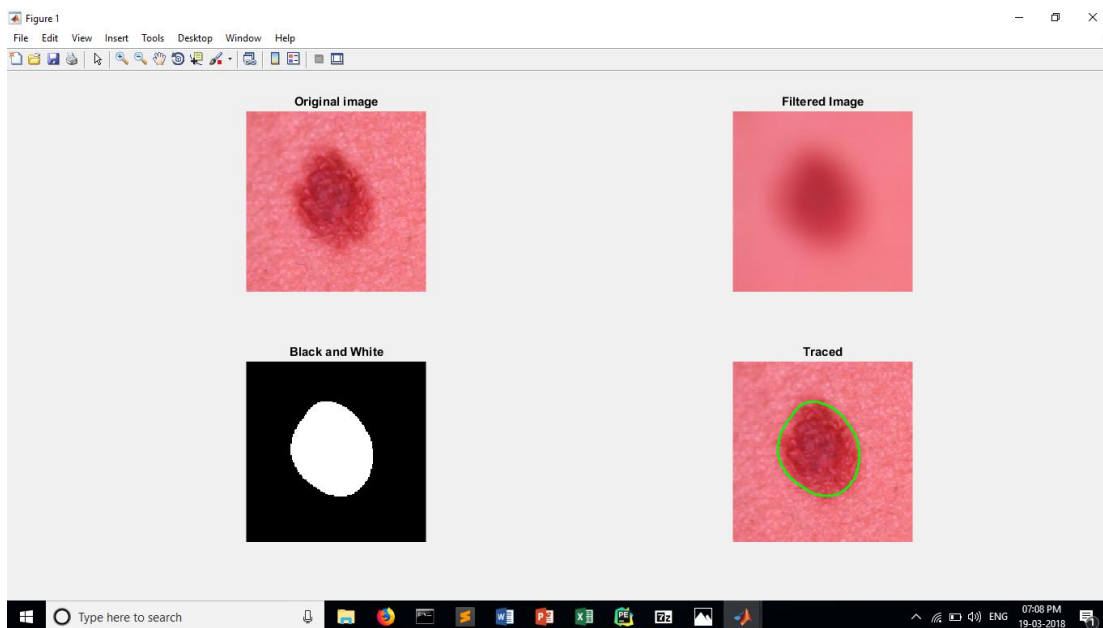 Figure 1
File Edit View Insert Tools Desktop Window Help
Original image
Filtered Image
Black and White
Traced
Type here to search
ENG
07:08 PM
19-03-2018